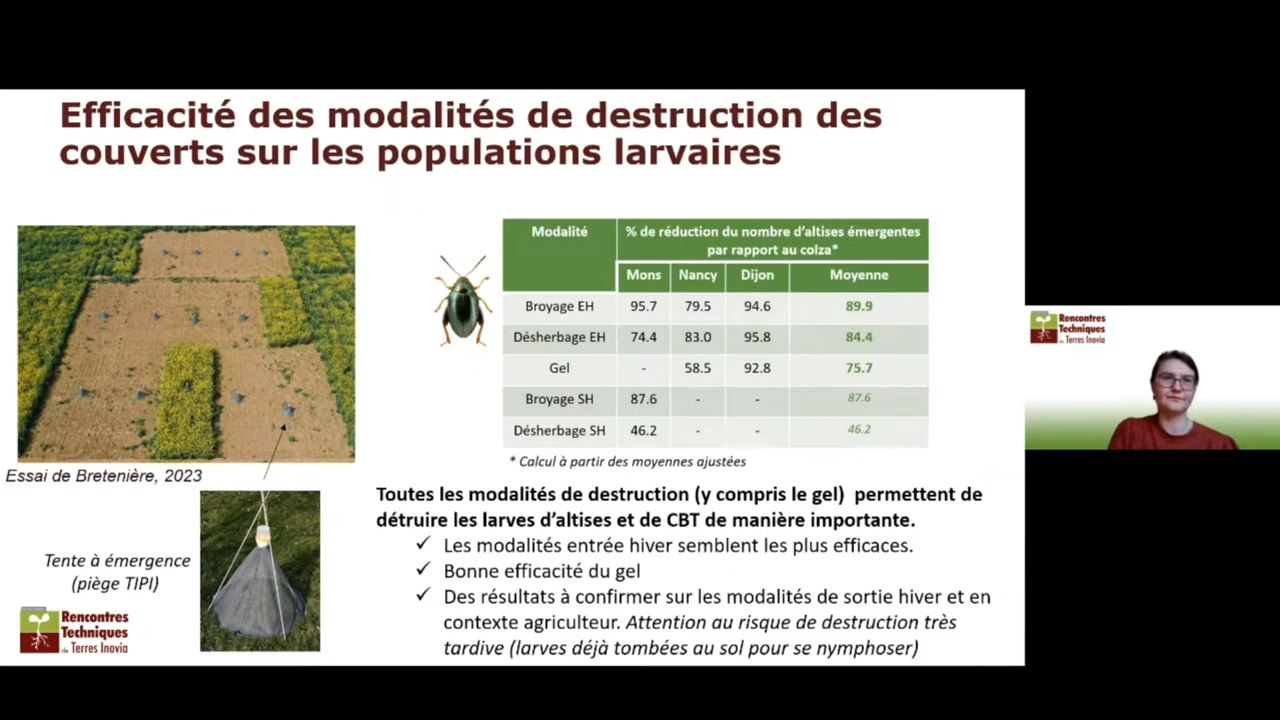 Efficacité des modalités de destruction des
couverts sur les populations larvaires
Modalité
% de réduction du nombre d'altises émergentes
par rapport au colza*
Mons Nancy Dijon Moyenne
Broyage EH 95.7 79.5 94.6 89.9
Désherbage EH 74.4 83.0 95.8 84.4
Gel - 58.5 92.8 75.7
Broyage SH 87.6 - - 87.6
Désherbage SH 46.2 - - 46.2
* Calcul à partir des moyennes ajustées
Essai de Bretenière, 2023
Tente à émergence
(piège TIPI)
Toutes les modalités de destruction (y compris le gel) permettent de
détruire les larves d'altises et de CBT de manière importante.
✓ Les modalités entrée hiver semblent les plus efficaces.
✓ Bonne efficacité du gel
✓ Des résultats à confirmer sur les modalités de sortie hiver et en
contexte agriculteur. Attention au risque de destruction très
tardive (larves déjà tombées au sol pour se nymphoser)
Rencontres
Techniques
de Terres Inovia
Rencontres
Techniques
de Terres Inovia